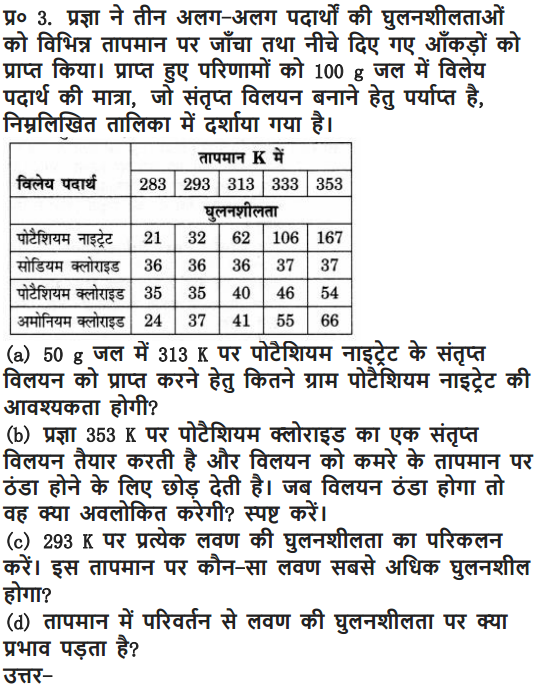 प्र० 3. प्रज्ञा ने तीन अलग-अलग पदार्थों की घुलनशीलताओं
को विभिन्न तापमान पर जाँचा तथा नीचे दिए गए आँकड़ों को
प्राप्त किया। प्राप्त हुए परिणामों को 100 g जल में विलेय
पदार्थ की मात्रा, जो संतृप्त विलयन बनाने हेतु पर्याप्त है,
निम्नलिखित तालिका में दर्शाया गया है।
तापमान K में
विलेय पदार्थ 283 293 313 333 353
घुलनशीलता
पोटैशियम नाइट्रेट 21 32 62 106 167
सोडियम क्लोराइड 36 36 36 37 37
पोटैशियम क्लोराइड 35 35 40 46 54
अमोनियम क्लोराइड 24 37 41 55 66
(a) 50 g जल में 313 K पर पोटैशियम नाइट्रेट के संतृप्त
विलयन को प्राप्त करने हेतु कितने ग्राम पोटैशियम नाइट्रेट की
आवश्यकता होगी?
(b) प्रज्ञा 353 K पर पोटैशियम क्लोराइड का एक संतृप्त
विलयन तैयार करती है और विलयन को कमरे के तापमान पर
ठंडा होने के लिए छोड़ देती है। जब विलयन ठंडा होगा तो
वह क्या अवलोकित करेगी? स्पष्ट करें।
(c) 293 K पर प्रत्येक लवण की घुलनशीलता का परिकलन
करें। इस तापमान पर कौन-सा लवण सबसे अधिक घुलनशील
होगा?
(d) तापमान में परिवर्तन से लवण की घुलनशीलता पर क्या
प्रभाव पड़ता है?
उत्तर-